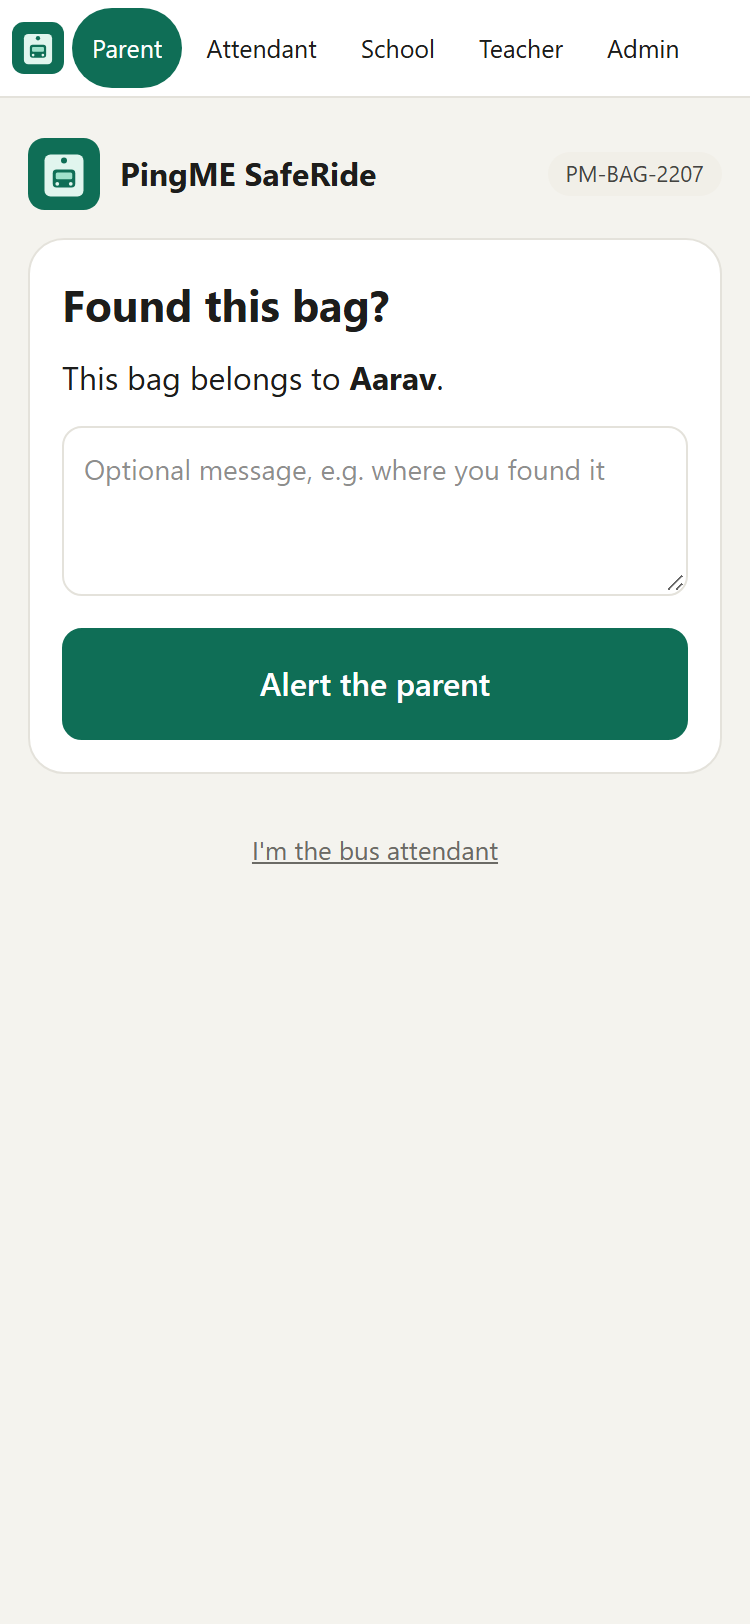 Parent Attendant School Teacher Admin
PingME SafeRide PM-BAG-2207
Found this bag?
This bag belongs to Aarav.
Optional message, e.g. where you found it
Alert the parent
I'm the bus attendant